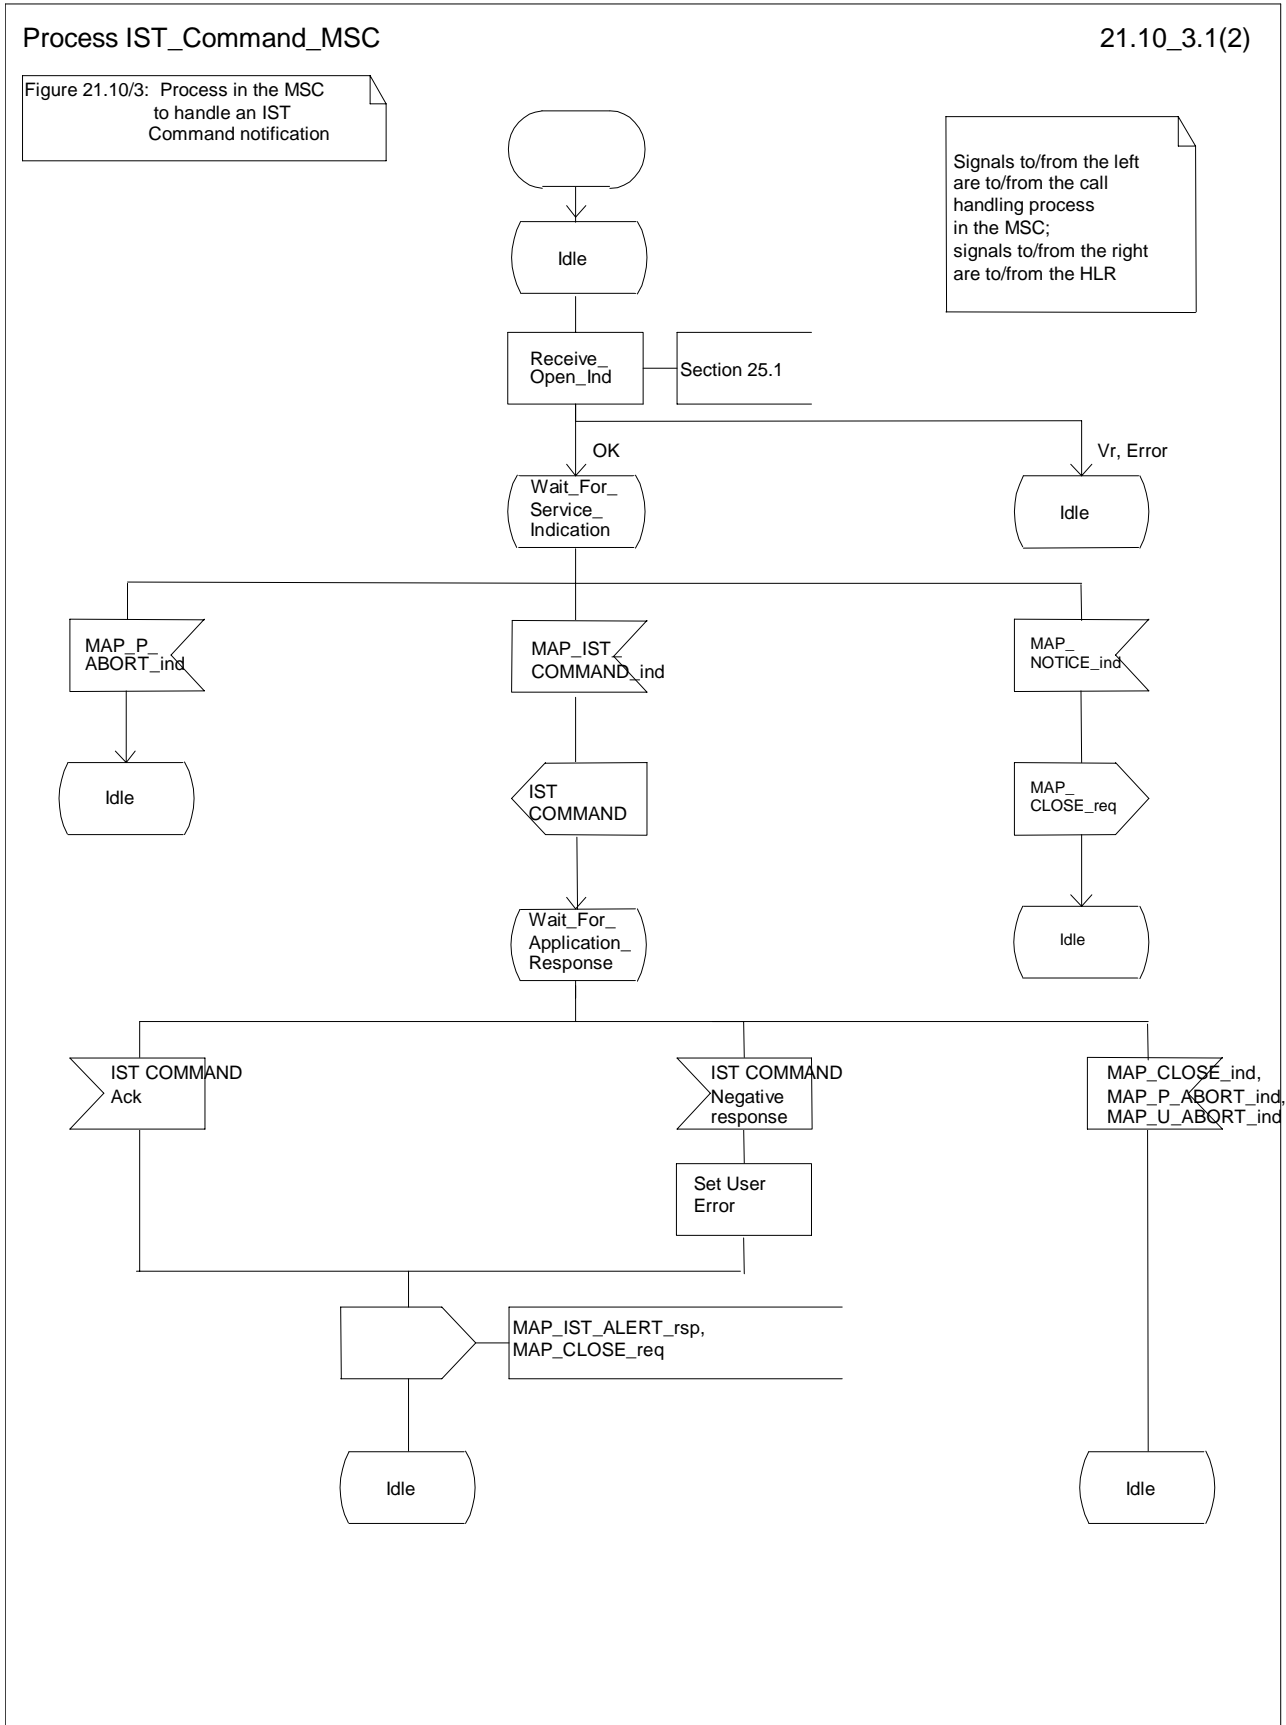 Process IST_Command_MSC
21.10_3.1(2)
Figure 21.10/3: Process in the MSC
to handle an IST
Command notification
Signals to/from the left
are to/from the call
handling process
in the MSC;
signals to/from the right
are to/from the HLR
Idle
Receive_
Open_Ind
Section 25.1
OK
Vr, Error
Wait_For_
Service_
Indication
Idle
MAP_P_
ABORT_ind
MAP_IST_
COMMAND_ind
MAP_
NOTICE_ind
Idle
IST
COMMAND
MAP_
CLOSE_req
Wait_For_
Application_
Response
Idle
IST COMMAND
Ack
IST COMMAND
Negative
response
MAP_CLOSE_ind,
MAP_P_ABORT_ind,
MAP_U_ABORT_ind
Set User
Error
MAP_IST_ALERT_rsp,
MAP_CLOSE_req
Idle
Idle